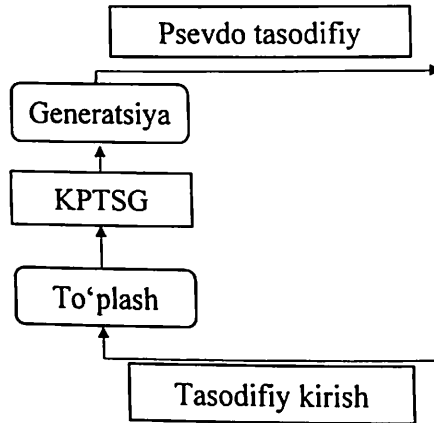 Psevdo tasodifiy
Generatsiya
KPTSG
To‘plash
Tasodifiy kirish